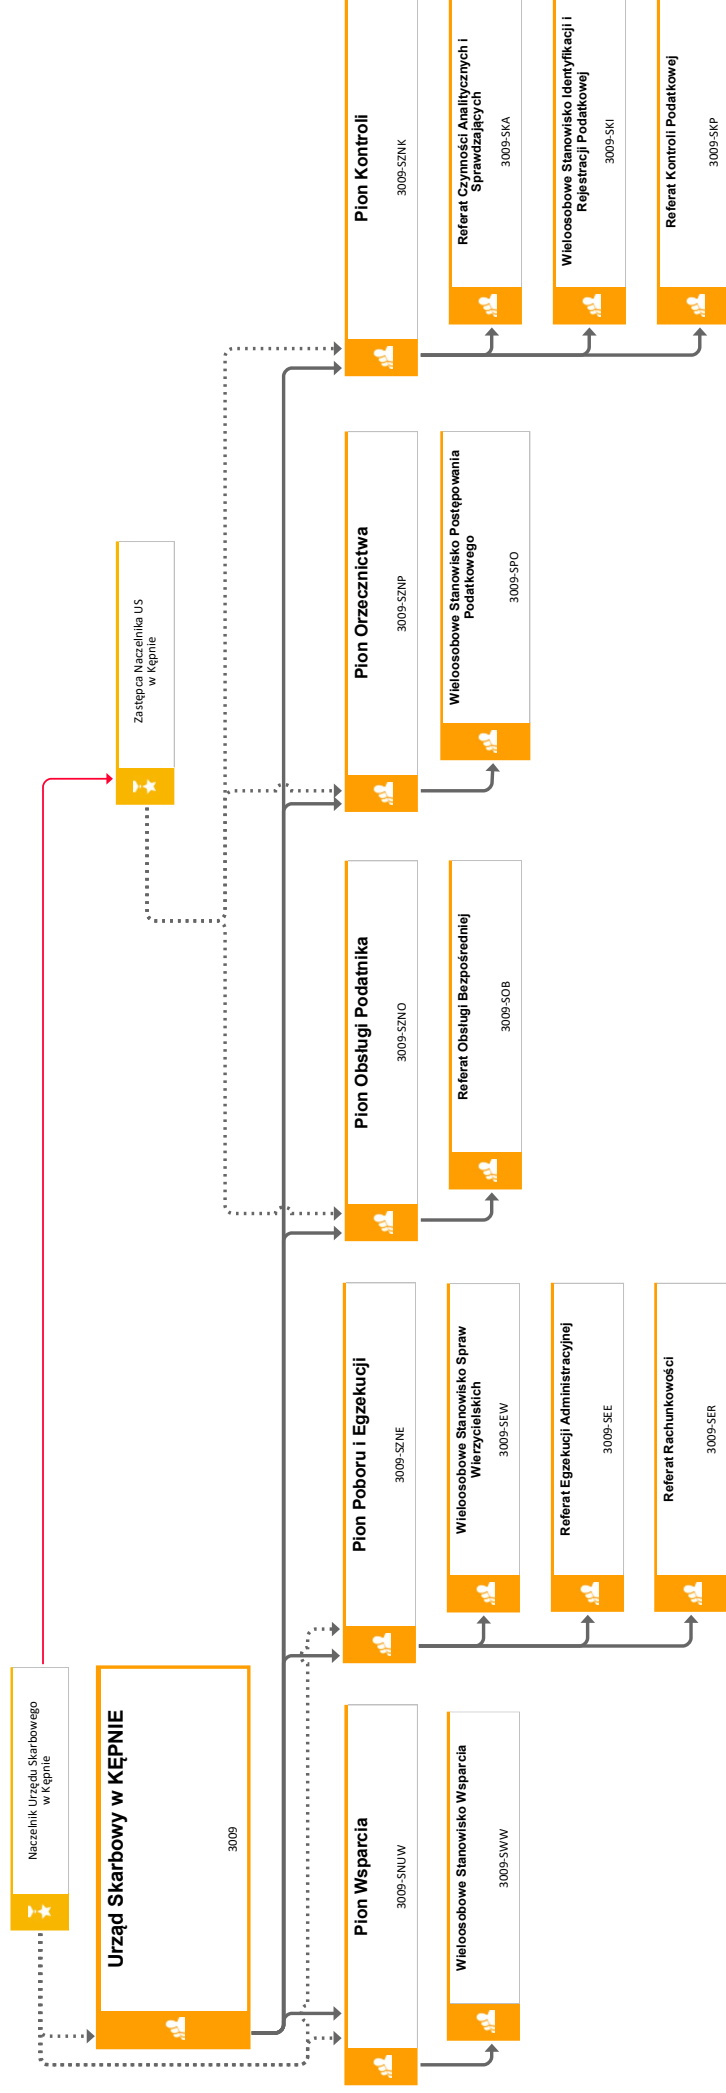 Naczelnik Urzędu Skarbowego
w Kępnie
Zastępca Naczelnika US
w Kępnie
Urząd Skarbowy w KĘPNIE
3009
Pion Wsparcia
3009-SNUW
Wieloosobowe Stanowisko Wsparcia
3009-SWW
Pion Poboru i Egzekucji
3009-SZNE
Wieloosobowe Stanowisko Spraw
Wierzycielskich
3009-SEW
Referat Egzekucji Administracyjnej
3009-SEE
Referat Rachunkowości
3009-SER
Pion Obsługi Podatnika
3009-SZNO
Referat Obsługi Bezpośredniej
3009-SOB
Pion Orzecznictwa
3009-SZNP
Wieloosobowe Stanowisko Postępowania
Podatkowego
3009-SPO
Pion Kontroli
3009-SZNK
Referat Czynności Analitycznych i
Sprawdzających
3009-SKA
Wieloosobowe Stanowisko Identyfikacji i
Rejestracji Podatkowej
3009-SKI
Referat Kontroli Podatkowej
3009-SKP